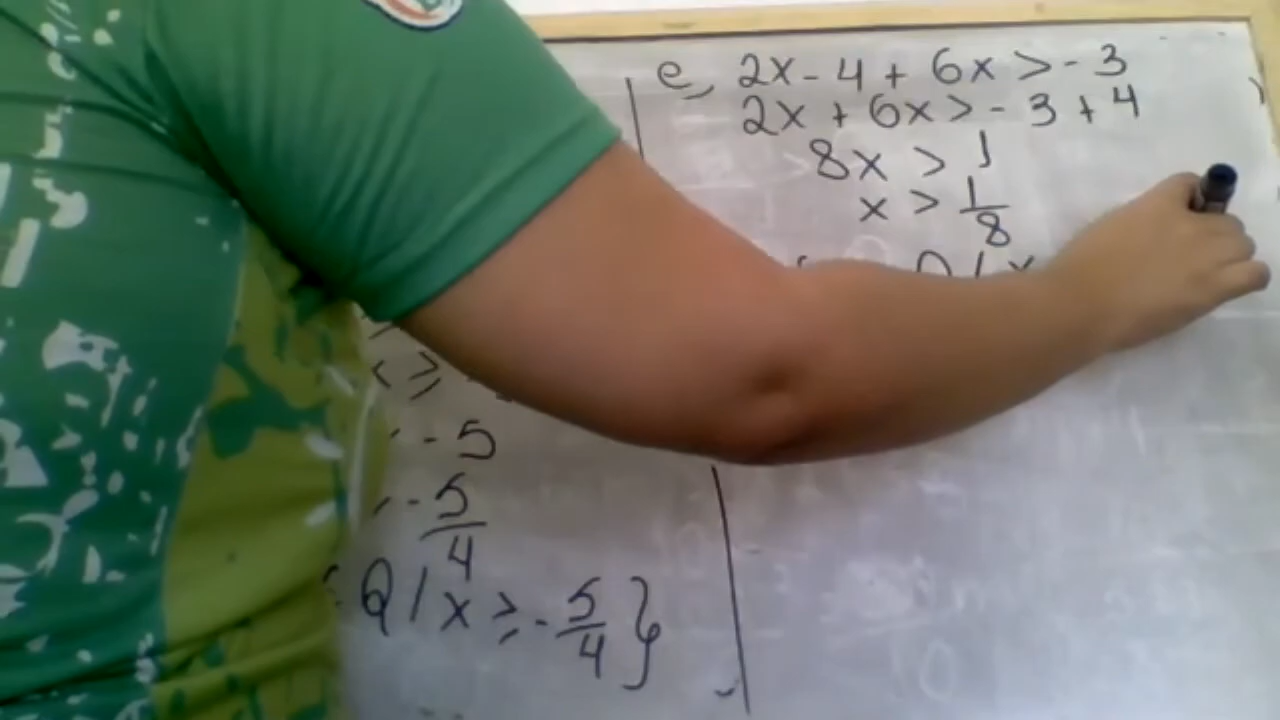 ≥
- 5
- 5/4
Q / x ≥ - 5/4 }
e, 2x - 4 + 6x > - 3
2x + 6x > - 3 + 4
8x > 1
x > 1/8
Q / x